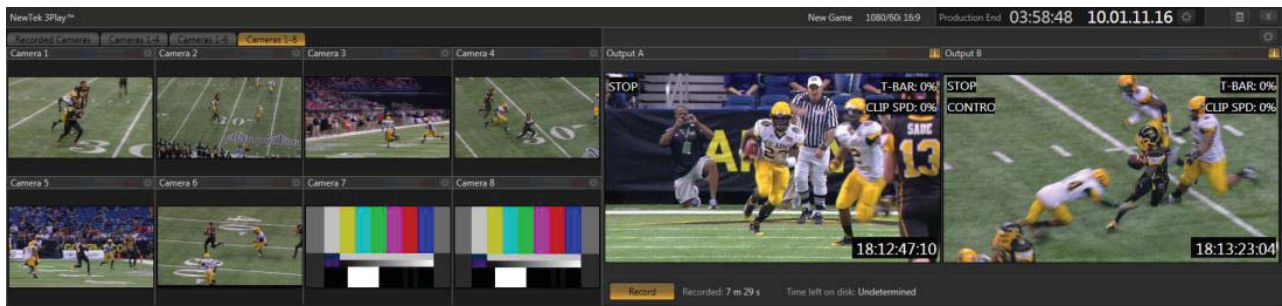 NewTek 3Play™ New Game 1080/60i 16:9 Production End 03:58:48 10.01.11.16 X
Recorded Cameras Cameras 1-4 Cameras 1-6 Cameras 1-8
Camera 1 Camera 2 Camera 3 Camera 4 Output A Output B
STOP T-BAR: 0% STOP T-BAR: 0%
CLIP SPD: 0% CONTRO CLIP SPD: 0%
SADE
13
Camera 5 Camera 6 Camera 7 Camera 8
18:12:47:10 18:13:23:04
Record Recorded: 7 m 29 s Time left on disk: Undetermined